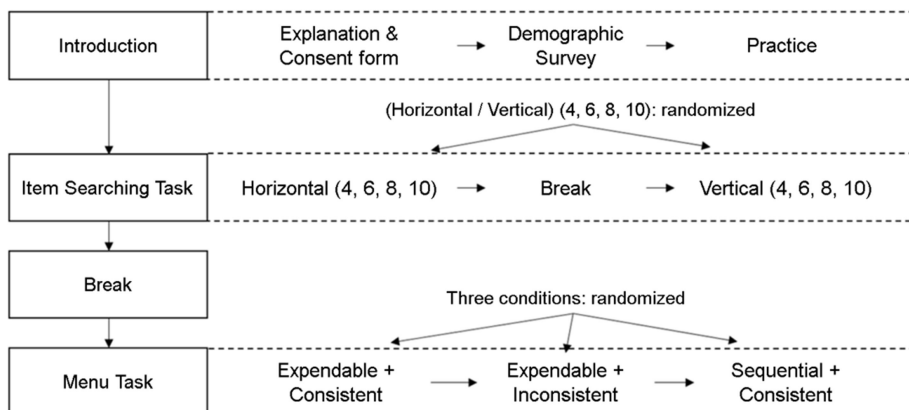 Introduction
Explanation &
Consent form
Demographic
Survey
Practice
(Horizontal / Vertical) (4, 6, 8, 10): randomized
Item Searching Task
Horizontal (4, 6, 8, 10)
Break
Vertical (4, 6, 8, 10)
Break
Three conditions: randomized
Menu Task
Expendable +
Consistent
Expendable +
Inconsistent
Sequential +
Consistent